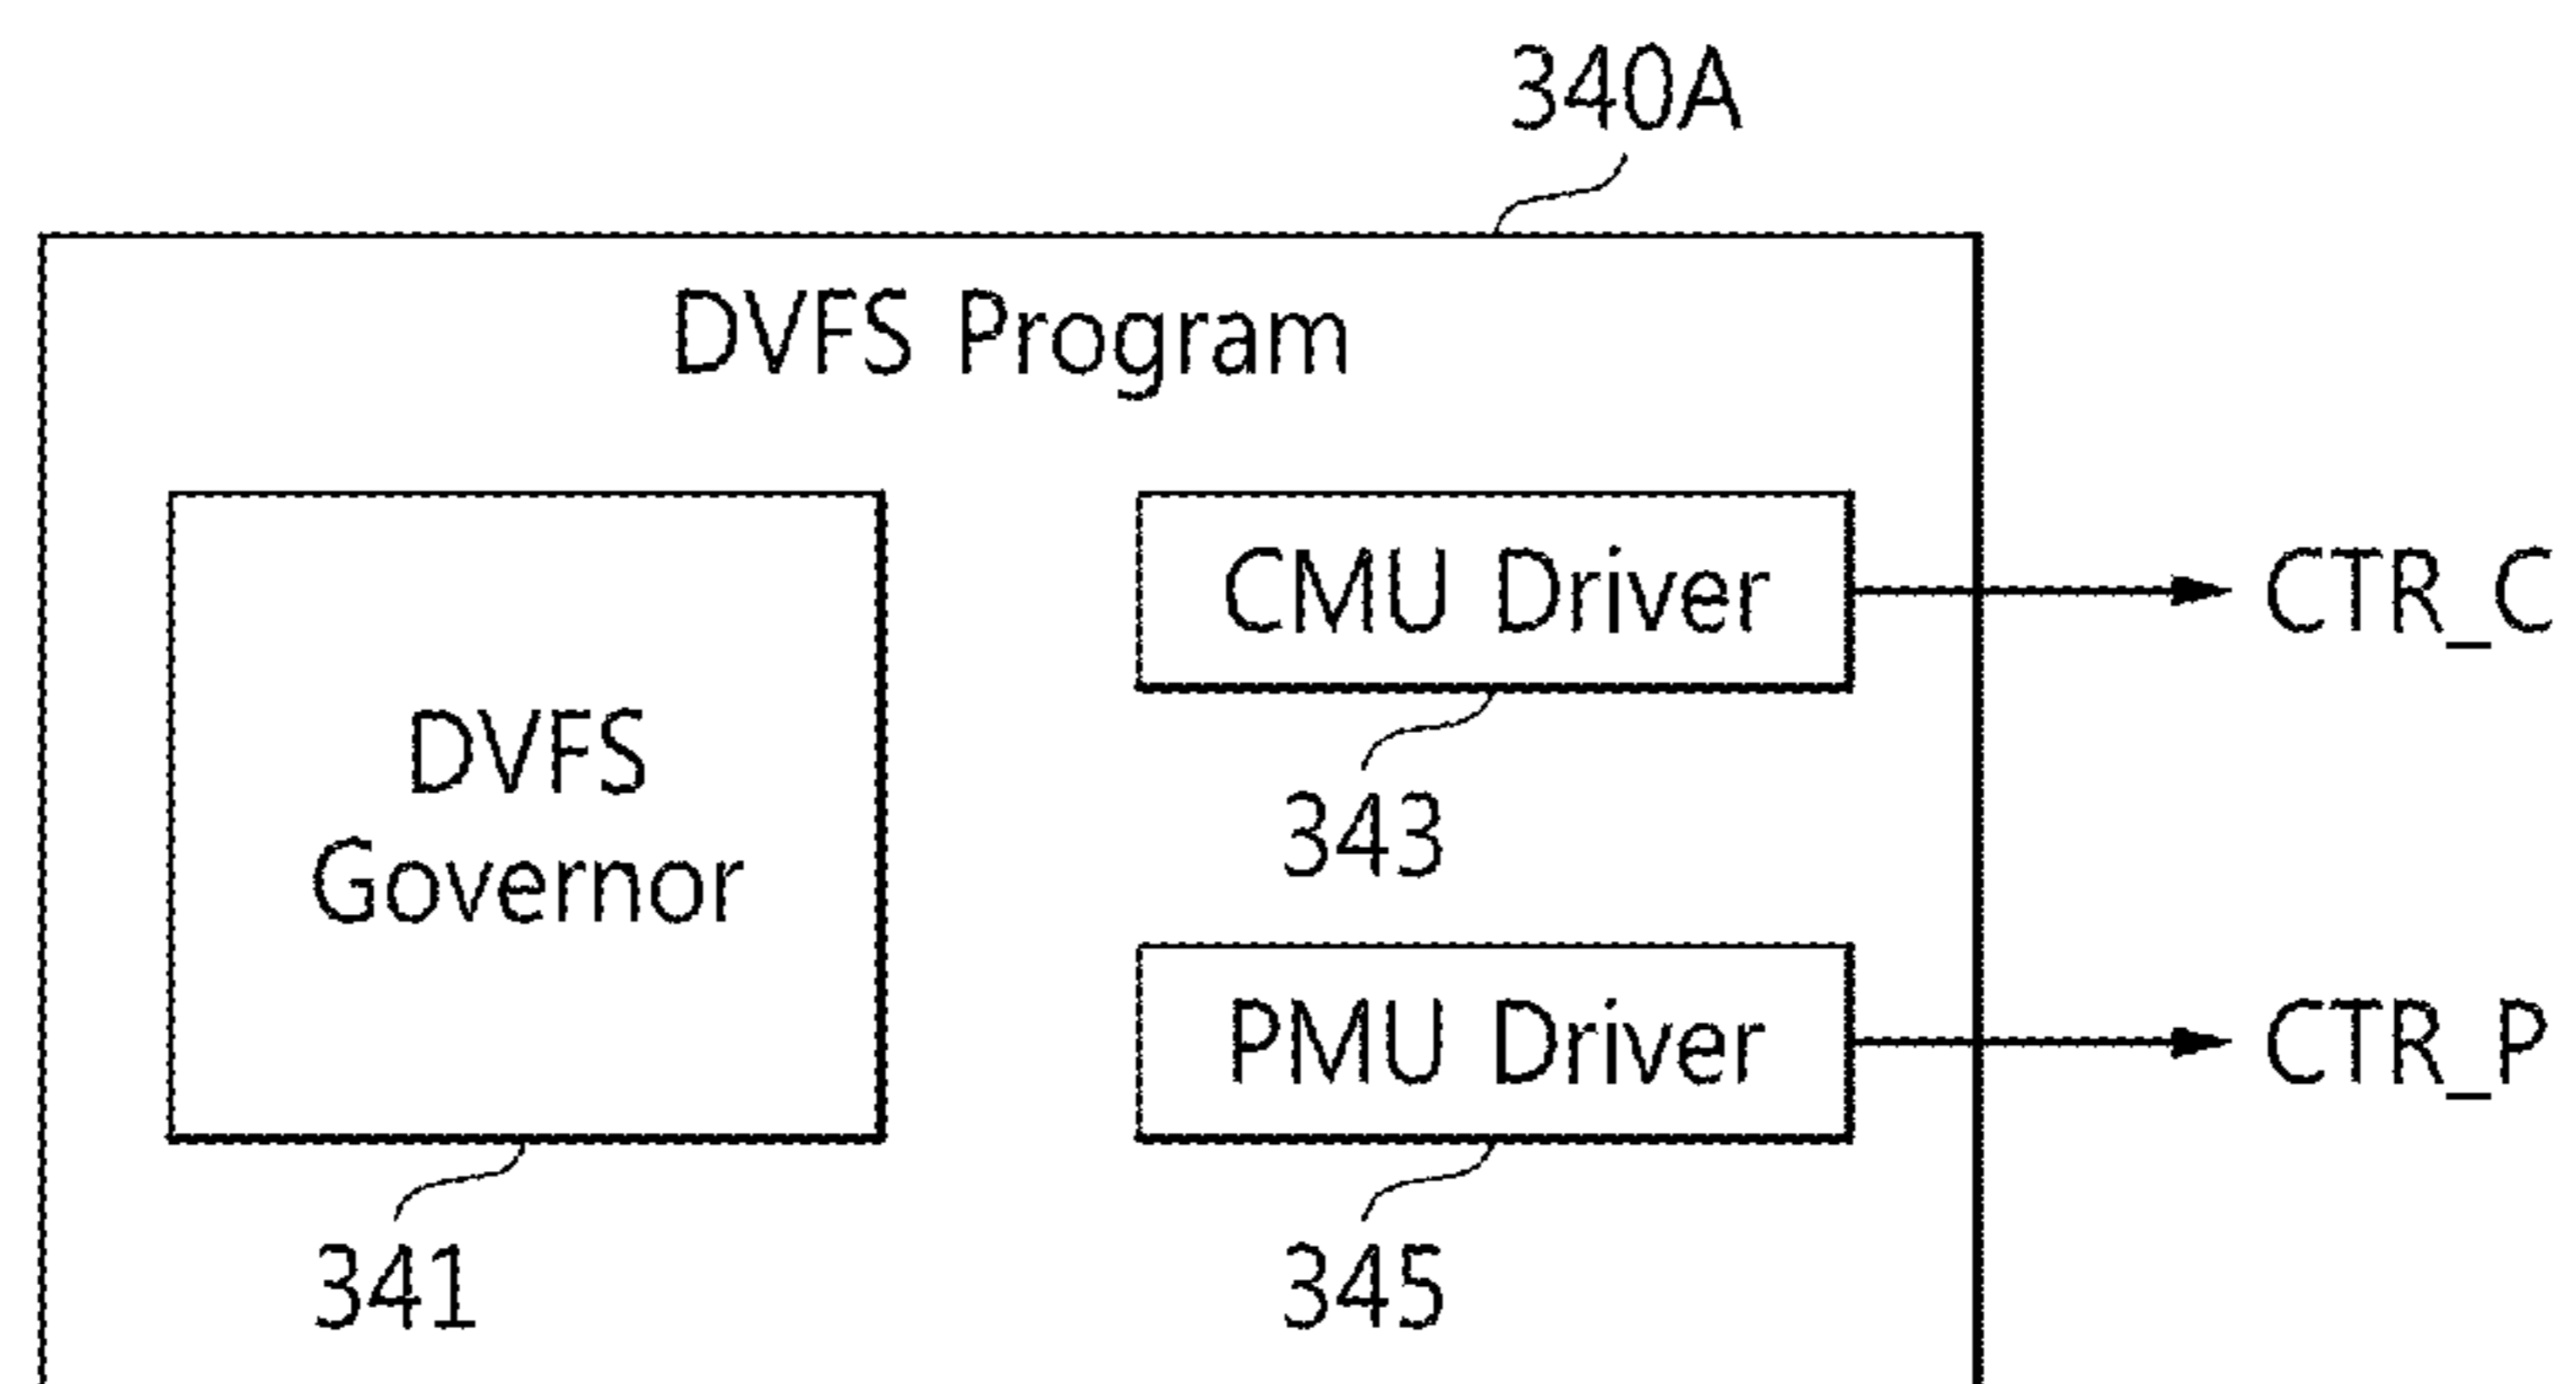 340A
DVFS Program
CMU Driver
CTR_C
DVFS
Governor
343
PMU Driver
CTR_P
341
345